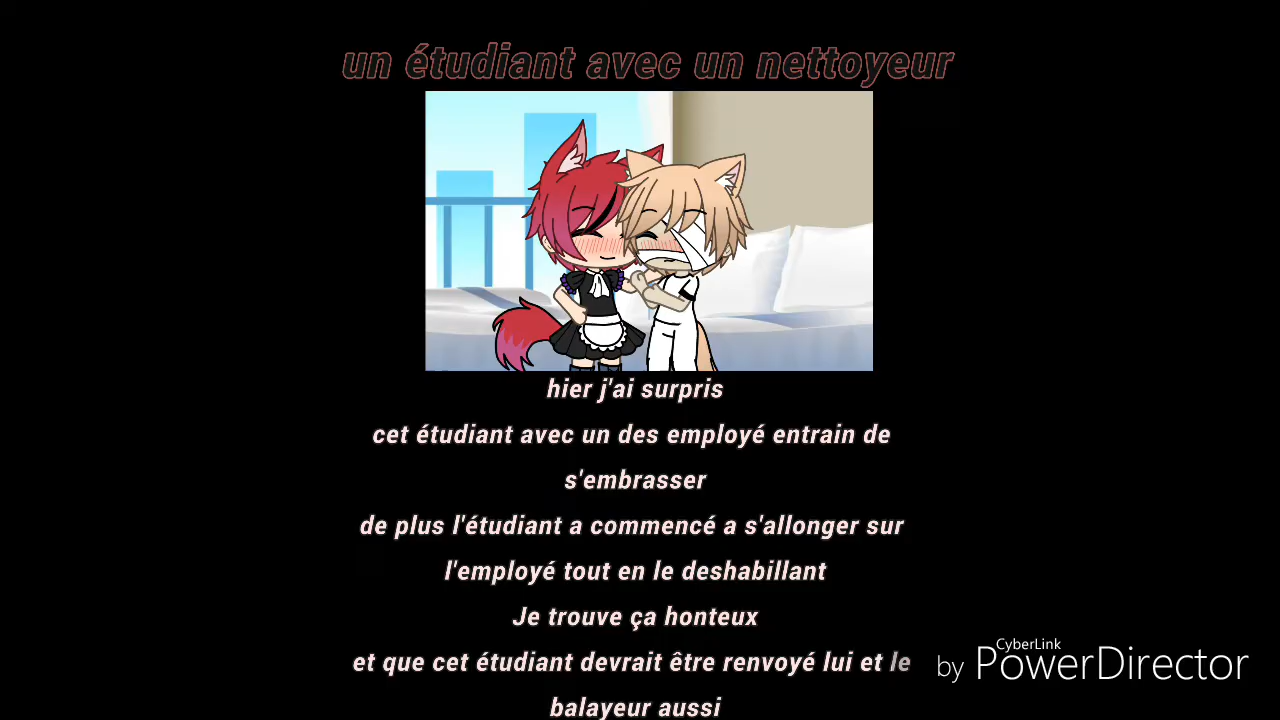 un étudiant avec un nettoyeur
hier j'ai surpris
cet étudiant avec un des employé entrain de
s'embrasser
de plus l'étudiant a commencé a s'allonger sur
l'employé tout en le deshabillant
Je trouve ça honteux
et que cet étudiant devrait être renvoyé lui et le
balayeur aussi
CyberLink
by PowerDirector